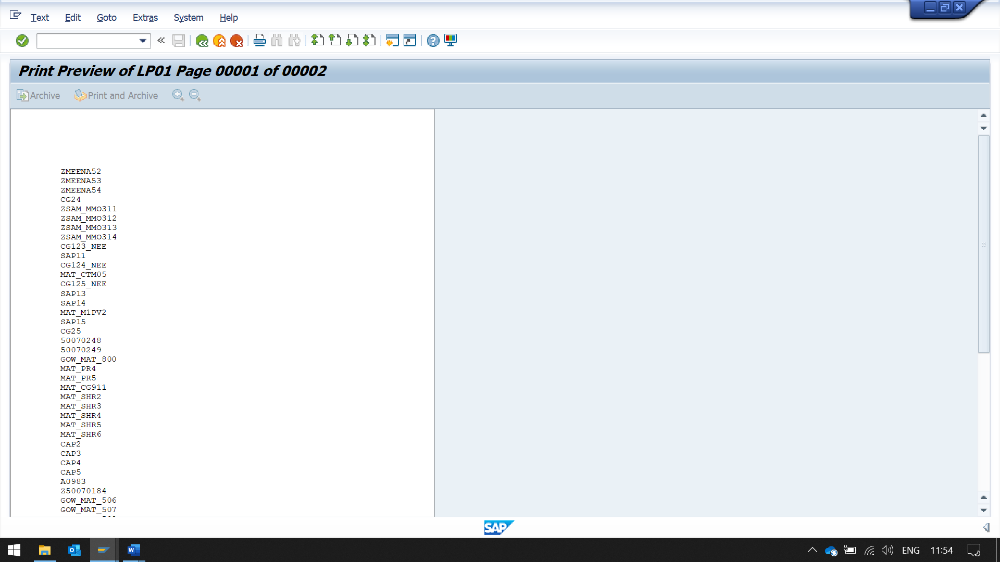 Text Edit Goto Extras System Help
Print Preview of LP01 Page 00001 of 00002
Archive Print and Archive
ZMEENA52
ZMEENA53
ZMEENA54
CG24
ZSAM_MMO311
ZSAM_MMO312
ZSAM_MMO313
ZSAM_MMO314
CG123_NEE
SAP11
CG124_NEE
MAT_CTM05
CG125_NEE
SAP13
SAP14
MAT_M1PV2
SAP15
CG25
50070248
50070249
GOW_MAT_800
MAT_PR4
MAT_PR5
MAT_CG911
MAT_SHR2
MAT_SHR3
MAT_SHR4
MAT_SHR5
MAT_SHR6
CAP2
CAP3
CAP4
CAP5
A0983
Z50070184
GOW_MAT_506
GOW_MAT_507
SAP
ENG 11:54